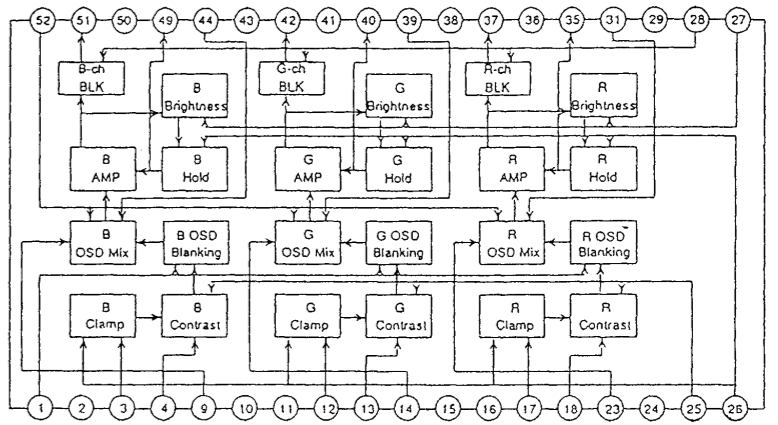 52 51 50 49 44 43 42 41 40 39 38 37 36 35 31 29 28 27
B-ch
BLK
B
Brightness
G-ch
BLK
G
Brightness
R-ch
BLK
R
Brightness
B
AMP
B
Hold
G
AMP
G
Hold
R
AMP
R
Hold
B
OSD Mix
B OSD
Blanking
G
OSD Mix
G OSD
Blanking
R
OSD Mix
R OSD
Blanking
B
Clamp
B
Contrast
G
Clamp
G
Contrast
R
Clamp
R
Contrast
1 2 3 4 9 10 11 12 13 14 15 16 17 18 23 24 25 26